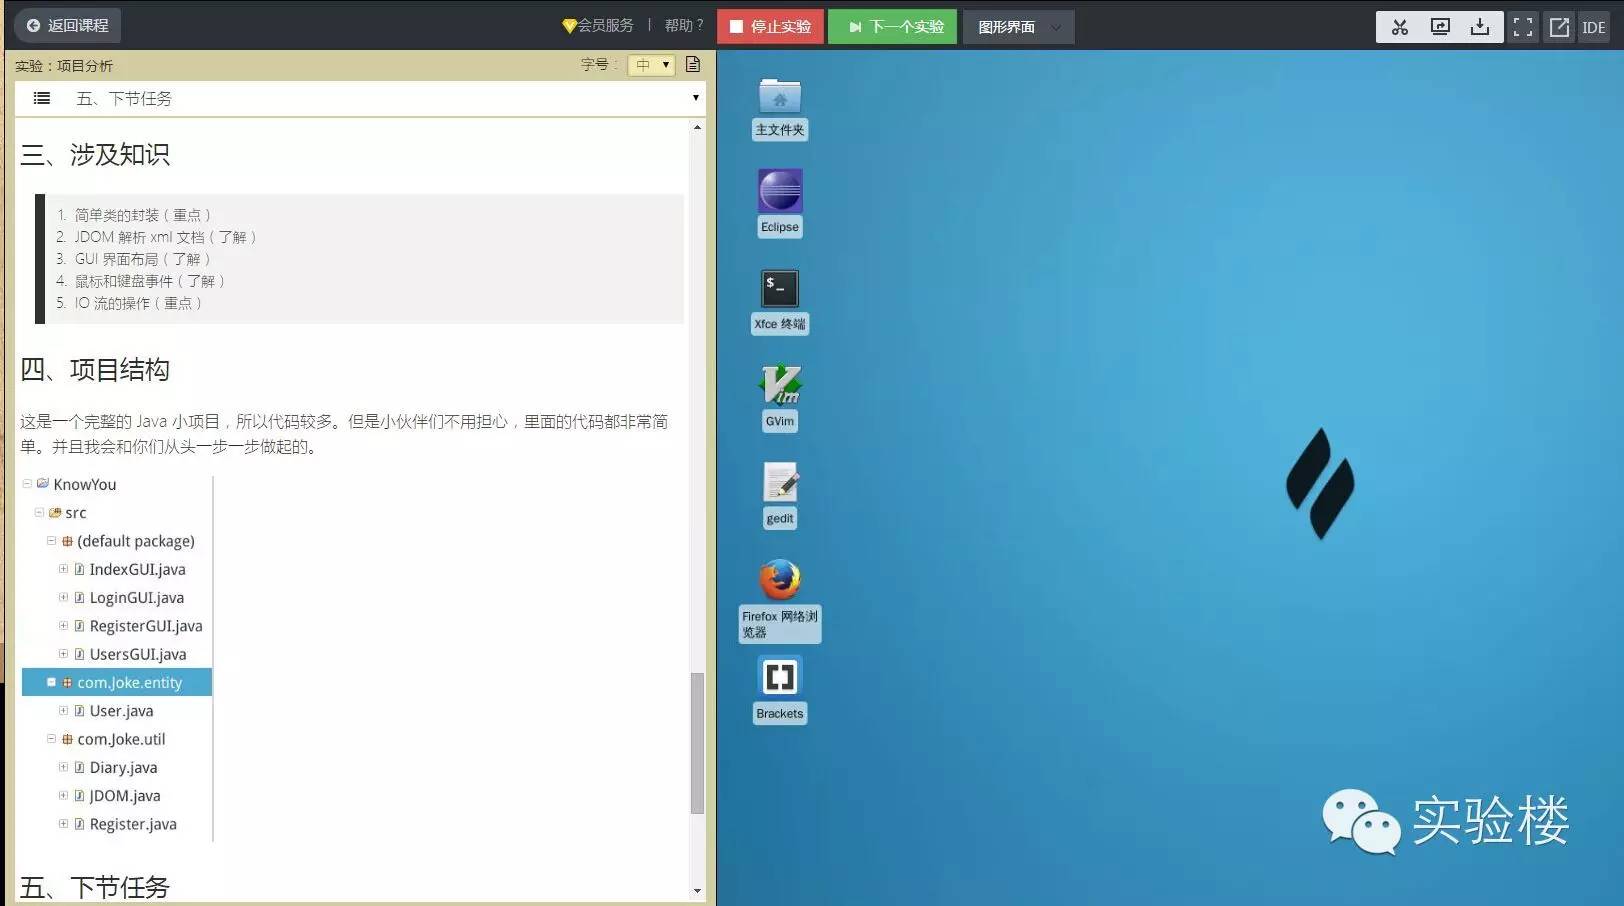 返回课程
会员服务 | 帮助？
停止实验
下一个实验
图形界面
IDE
实验：项目分析
字号：
中
五、下节任务
三、涉及知识
1. 简单类的封装（重点）
2. JDOM 解析 xml 文档（了解）
3. GUI 界面布局（了解）
4. 鼠标和键盘事件（了解）
5. IO 流的操作（重点）
四、项目结构
这是一个完整的 Java 小项目，所以代码较多。但是小伙伴们不用担心，里面的代码都非常简
单。并且我会和你们从头一步一步做起的。
KnowYou
src
(default package)
IndexGUI.java
LoginGUI.java
RegisterGUI.java
UsersGUI.java
com.Joke.entity
User.java
com.Joke.util
Diary.java
JDOM.java
Register.java
五、下节任务
主文件夹
Eclipse
$_
Xfce 终端
Vim
GVim
gedit
Firefox 网络浏
览器
Brackets
实验楼